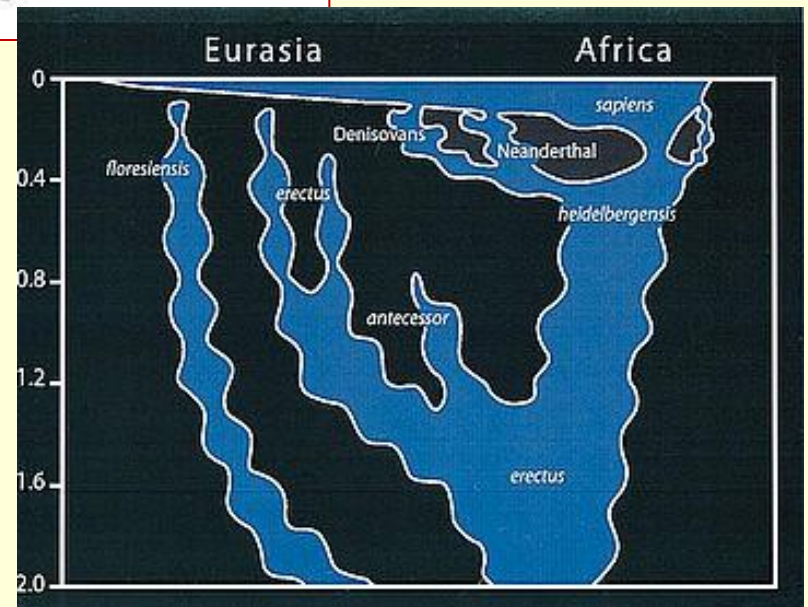 Eurasia Africa
0
sapiens
Denisovans
Neanderthal
floresiensis
0.4
erectus
heidelbergensis
0.8
antecessor
1.2
erectus
1.6
2.0